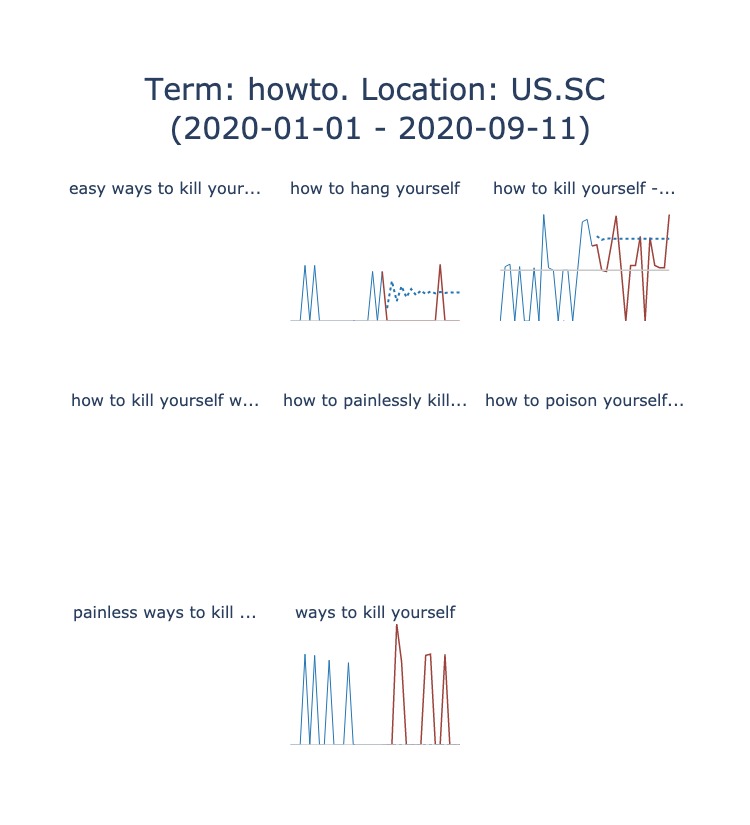 Term: howto. Location: US.SC
(2020-01-01 - 2020-09-11)
easy ways to kill your...
how to hang yourself
how to kill yourself -...
how to kill yourself w...
how to painlessly kill...
how to poison yourself...
painless ways to kill ...
ways to kill yourself